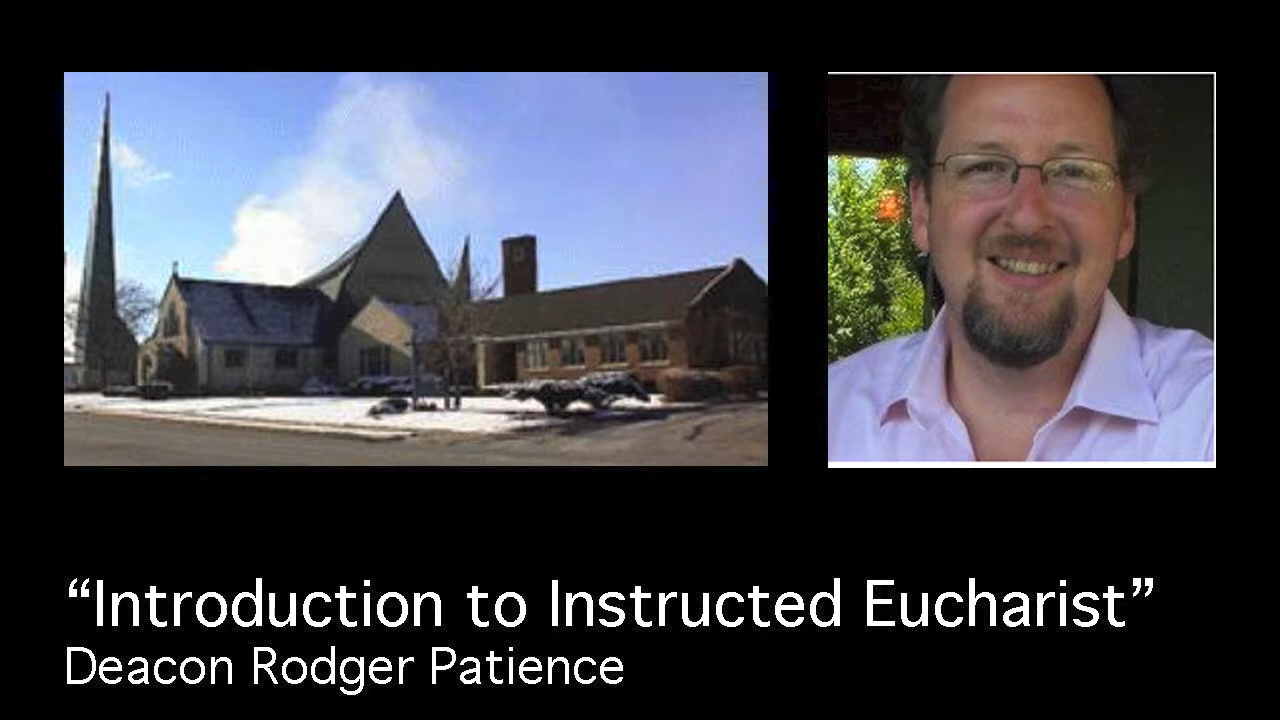 “Introduction to Instructed Eucharist”
Deacon Rodger Patience